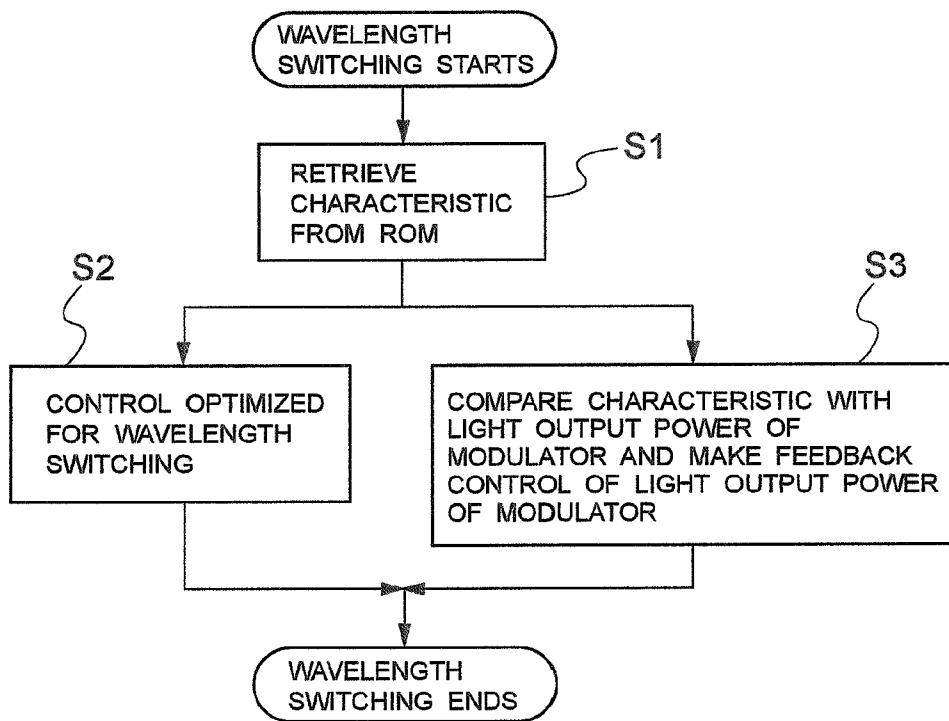 WAVELENGTH
SWITCHING STARTS
S1
RETRIEVE
CHARACTERISTIC
FROM ROM
S2
S3
CONTROL OPTIMIZED
FOR WAVELENGTH
SWITCHING
COMPARE CHARACTERISTIC WITH
LIGHT OUTPUT POWER OF
MODULATOR AND MAKE FEEDBACK
CONTROL OF LIGHT OUTPUT POWER
OF MODULATOR
WAVELENGTH
SWITCHING ENDS